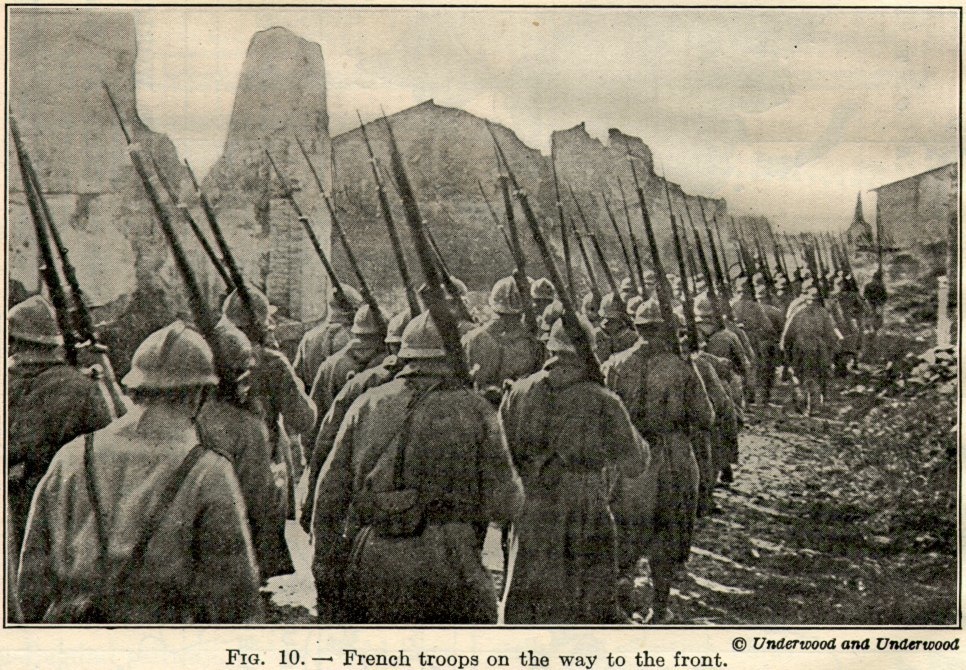 © Underwood and Underwood
FIG. 10. — French troops on the way to the front.